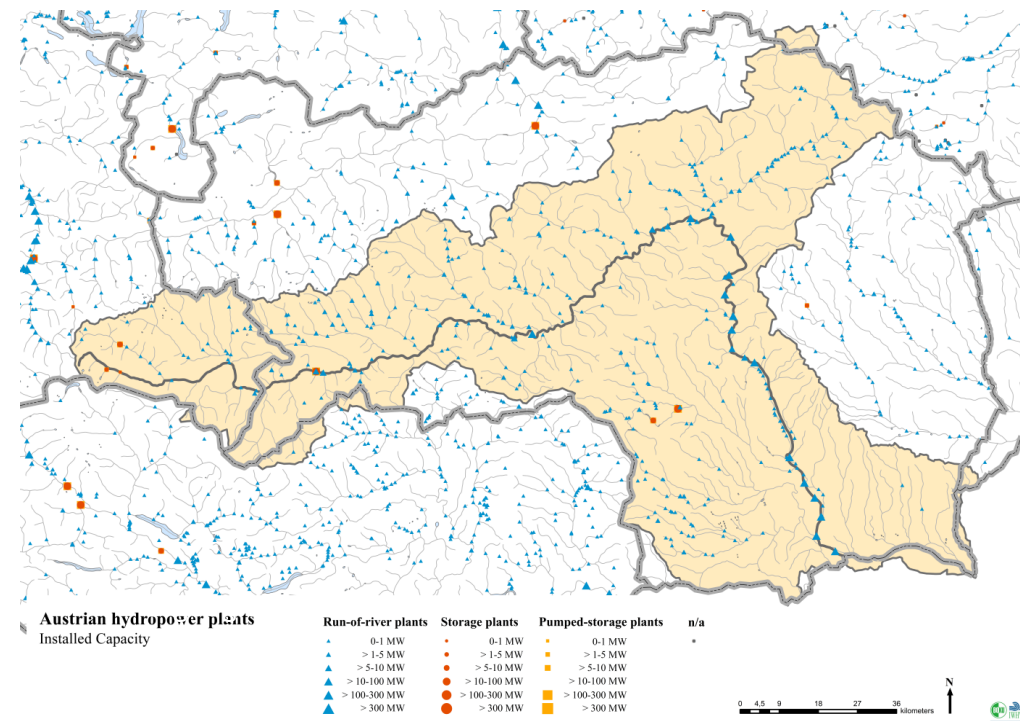 Austrian hydropower plants
Installed Capacity
Run-of-river plants
0-1 MW
> 1-5 MW
> 5-10 MW
> 10-100 MW
> 100-300 MW
> 300 MW
Storage plants
0-1 MW
> 1-5 MW
> 5-10 MW
> 10-100 MW
> 100-300 MW
> 300 MW
Pumped-storage plants
0-1 MW
> 1-5 MW
> 5-10 MW
> 10-100 MW
> 100-300 MW
> 300 MW
n/a
0 4,5 9 18 27 36
kilometers
N